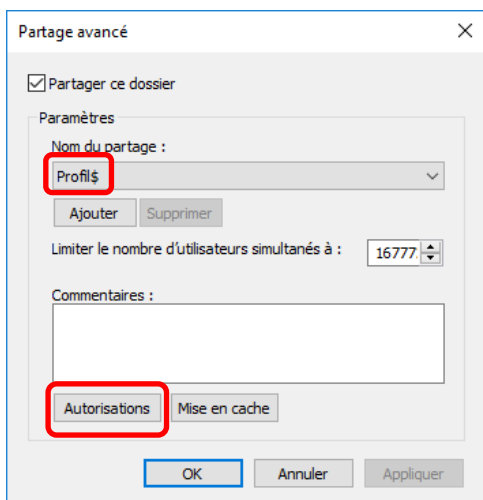 Partage avancé
Partager ce dossier
Paramètres
Nom du partage :
Profil$
Ajouter Supprimer
Limiter le nombre d'utilisateurs simultanés à : 16777
Commentaires :
Autorisations Mise en cache
OK Annuler Appliquer